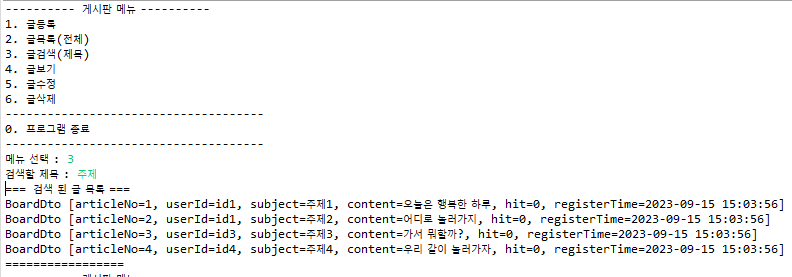 ---------- 게시판 메뉴 ----------
1. 글등록
2. 글목록(전체)
3. 글검색(제목)
4. 글보기
5. 글수정
6. 글삭제
-------------------------------------
0. 프로그램 종료
-------------------------------------
메뉴 선택 : 3
검색할 제목 : 주제
=== 검색 된 글 목록 ===
BoardDto [articleNo=1, userId=id1, subject=주제1, content=오늘은 행복한 하루, hit=0, registerTime=2023-09-15 15:03:56]
BoardDto [articleNo=2, userId=id1, subject=주제2, content=어디로 놀러가지, hit=0, registerTime=2023-09-15 15:03:56]
BoardDto [articleNo=3, userId=id3, subject=주제3, content=가서 뭐할까?, hit=0, registerTime=2023-09-15 15:03:56]
BoardDto [articleNo=4, userId=id4, subject=주제4, content=우리 같이 놀러가자, hit=0, registerTime=2023-09-15 15:03:56]
=================